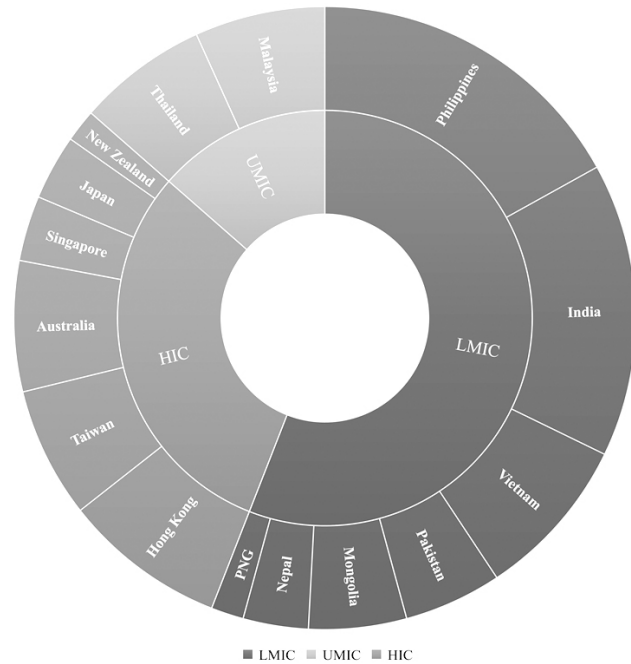 Malaysia
Philippines
Thailand
New Zealand
UMIC
Japan
Singapore
India
Australia
HIC
LMIC
Taiwan
Vietnam
Hong Kong
PNG
Nepal
Mongolia
Pakistan
LMIC UMIC HIC